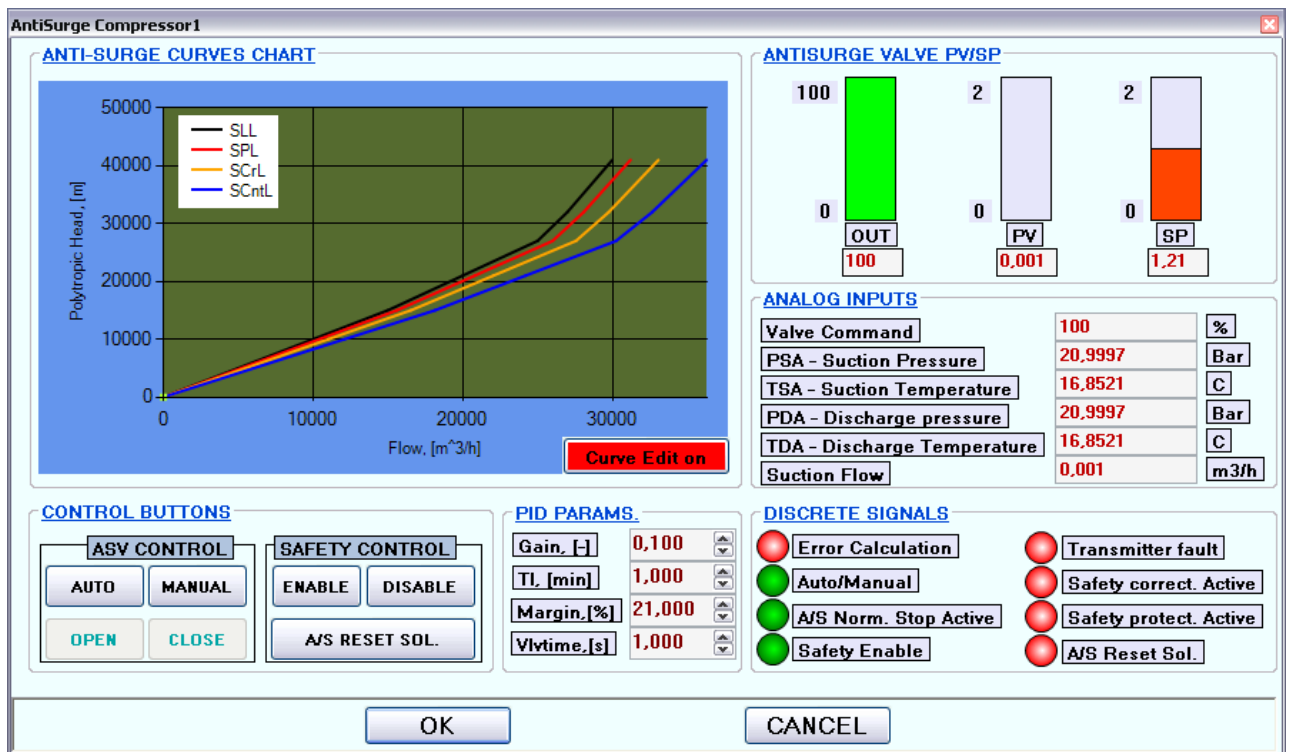 AntiSurge Compressor1
ANTI-SURGE CURVES CHART
50000
40000
30000
20000
10000
0
Polytropic Head, [m]
SLL
SPL
SCrL
SCntL
0 10000 20000 30000
Flow, [m^3/h]
Curve Edit on
ANTISURGE VALVE PV/SP
100 2 2
0 0 0
OUT PV SP
100 0,001 1,21
ANALOG INPUTS
Valve Command 100 %
PSA - Suction Pressure 20,9997 Bar
TSA - Suction Temperature 16,8521 C
PDA - Discharge pressure 20,9997 Bar
TDA - Discharge Temperature 16,8521 C
Suction Flow 0,001 m3/h
CONTROL BUTTONS
ASV CONTROL
AUTO MANUAL
OPEN CLOSE
SAFETY CONTROL
ENABLE DISABLE
A/S RESET SOL.
PID PARAMS.
Gain, [-] 0,100
TI, [min] 1,000
Margin,[%] 21,000
Vlvtime,[s] 1,000
DISCRETE SIGNALS
Error Calculation
Auto/Manual
A/S Norm. Stop Active
Safety Enable
Transmitter fault
Safety correct. Active
Safety protect. Active
A/S Reset Sol.
OK CANCEL